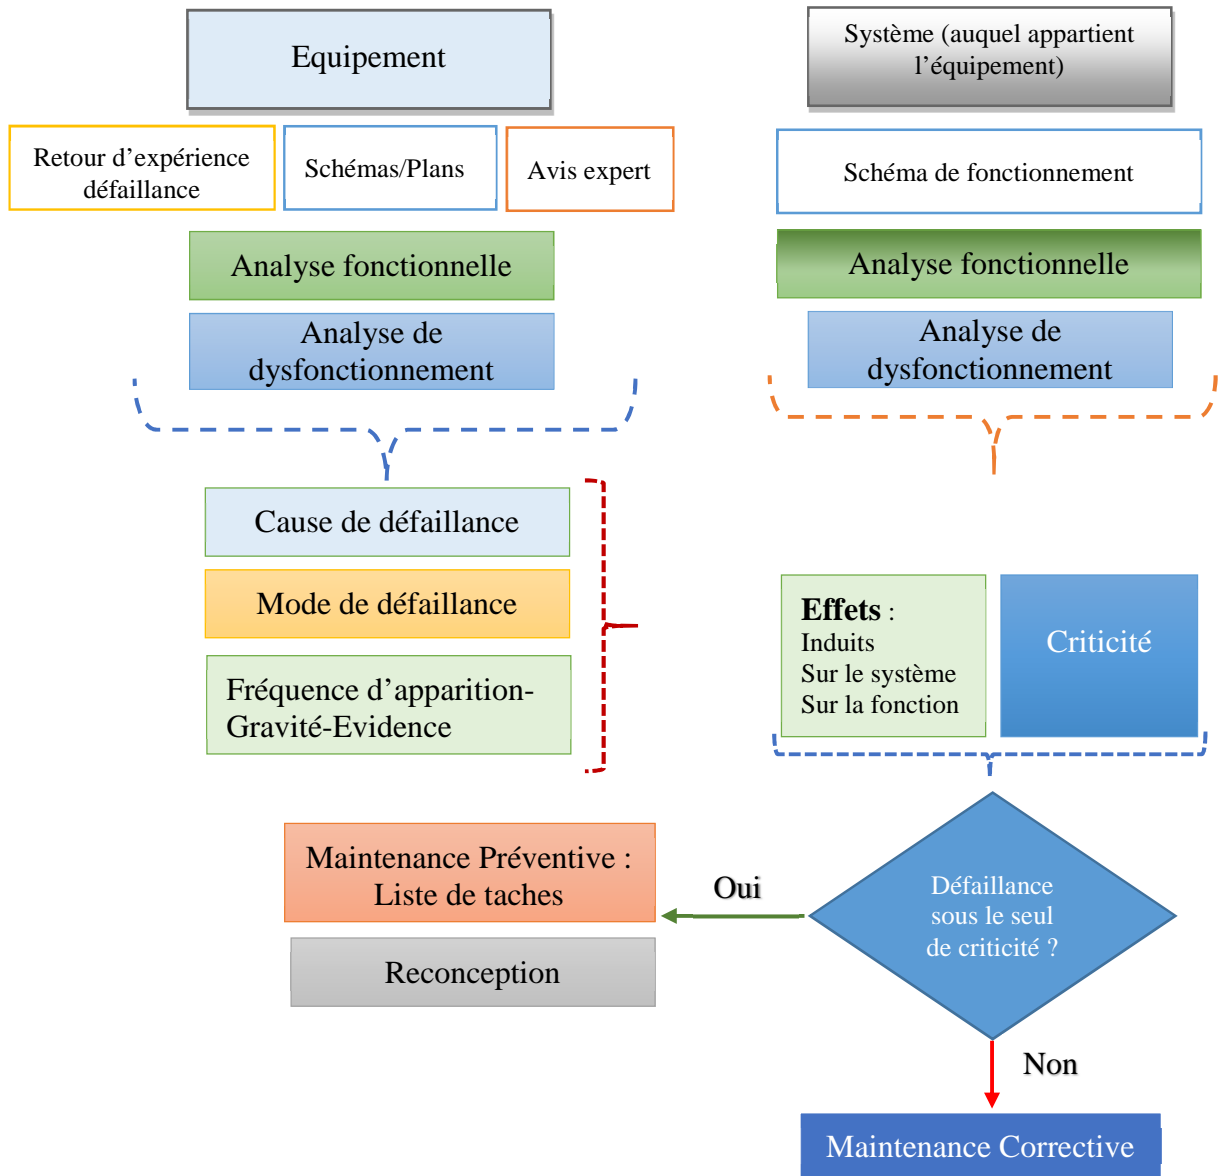 Equipement
Système (auquel appartient
l’équipement)
Retour d’expérience
défaillance
Schémas/Plans
Avis expert
Schéma de fonctionnement
Analyse fonctionnelle
Analyse fonctionnelle
Analyse de
dysfonctionnement
Analyse de
dysfonctionnement
Cause de défaillance
Mode de défaillance
Fréquence d’apparition-
Gravité-Evidence
Effets :
Induits
Sur le système
Sur la fonction
Criticité
Maintenance Préventive :
Liste de taches
Oui
Défaillance
sous le seul
de criticité ?
Reconception
Non
Maintenance Corrective